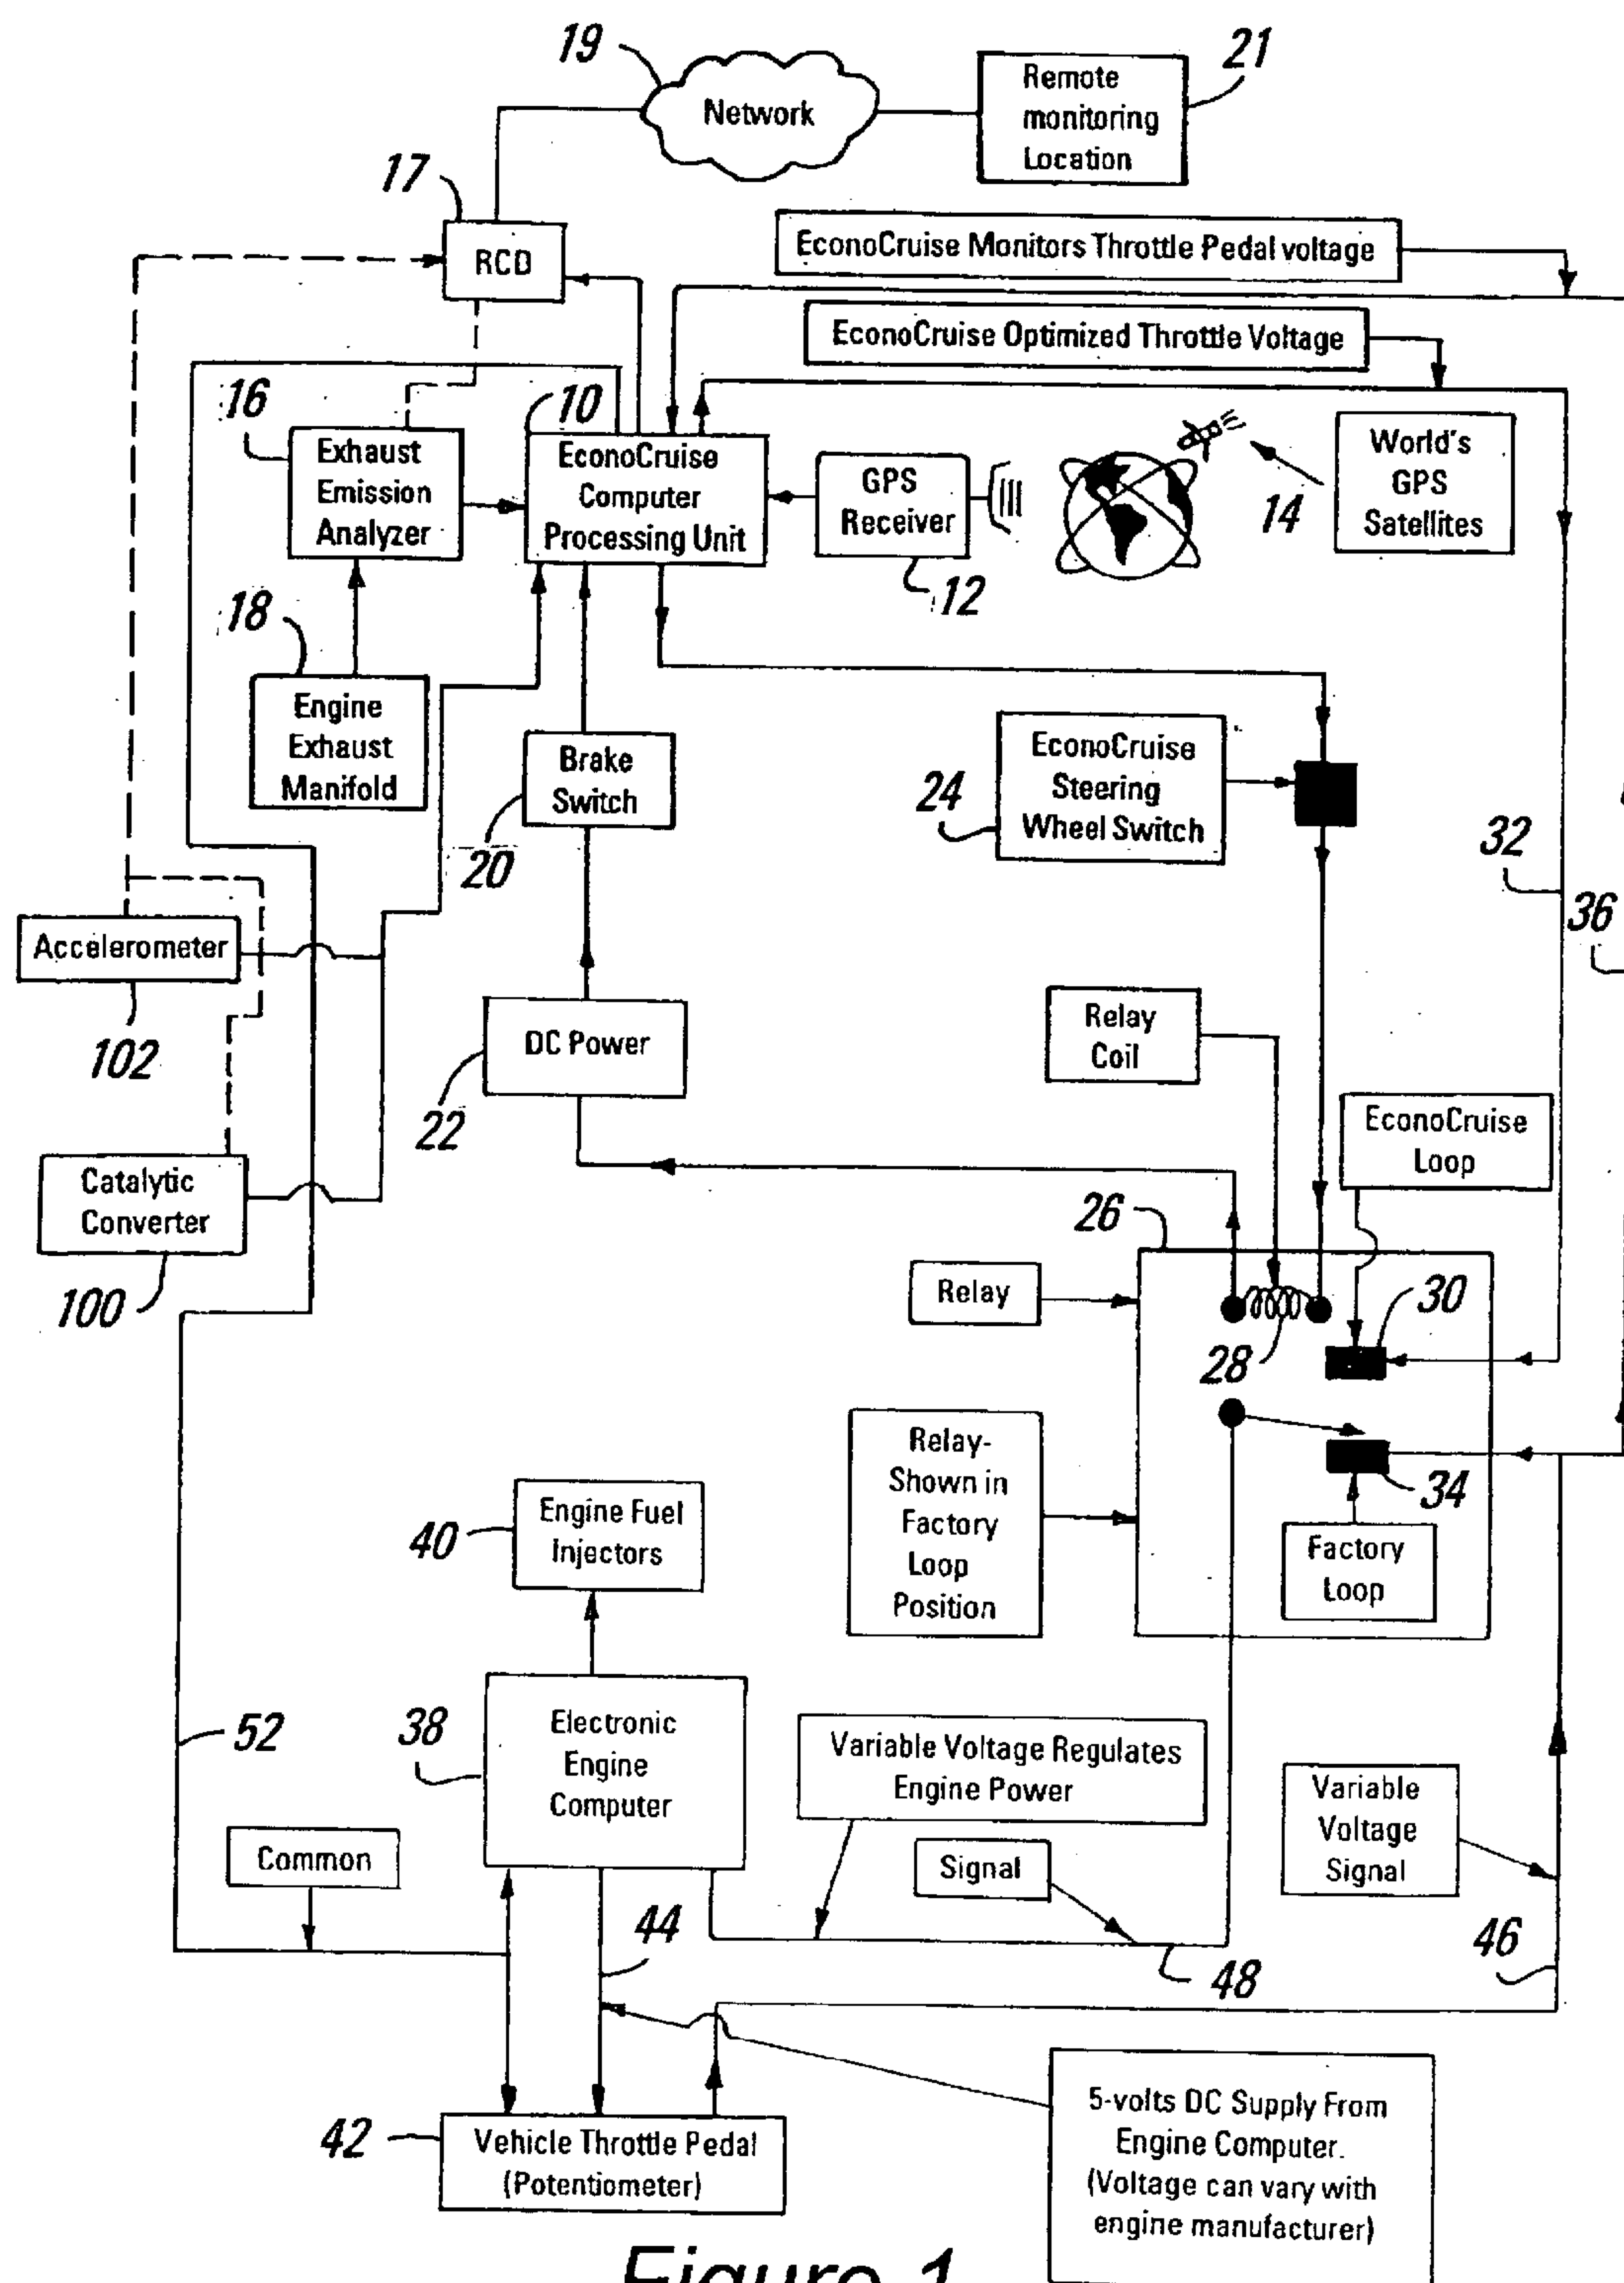 19
Network
Remote
monitoring
Location
21
17
RCD
EconoCruise Monitors Throttle Pedal voltage
EconoCruise Optimized Throttle Voltage
16
Exhaust
Emission
Analyzer
10
EconoCruise
Computer
Processing Unit
GPS
Receiver
12
14
World's
GPS
Satellites
18
Engine
Exhaust
Manifold
Brake
Switch
20
EconoCruise
Steering
Wheel Switch
24
32
36
Accelerometer
102
DC Power
22
Relay
Coil
EconoCruise
Loop
Catalytic
Converter
100
26
Relay
28
30
Relay-
Shown in
Factory
Loop
Position
34
Factory
Loop
Engine Fuel
Injectors
40
52
38
Electronic
Engine
Computer
Variable Voltage Regulates
Engine Power
Variable
Voltage
Signal
Common
Signal
44
48
46
42
Vehicle Throttle Pedal
(Potentiometer)
5-volts DC Supply From
Engine Computer.
(Voltage can vary with
engine manufacturer)
Figure 1